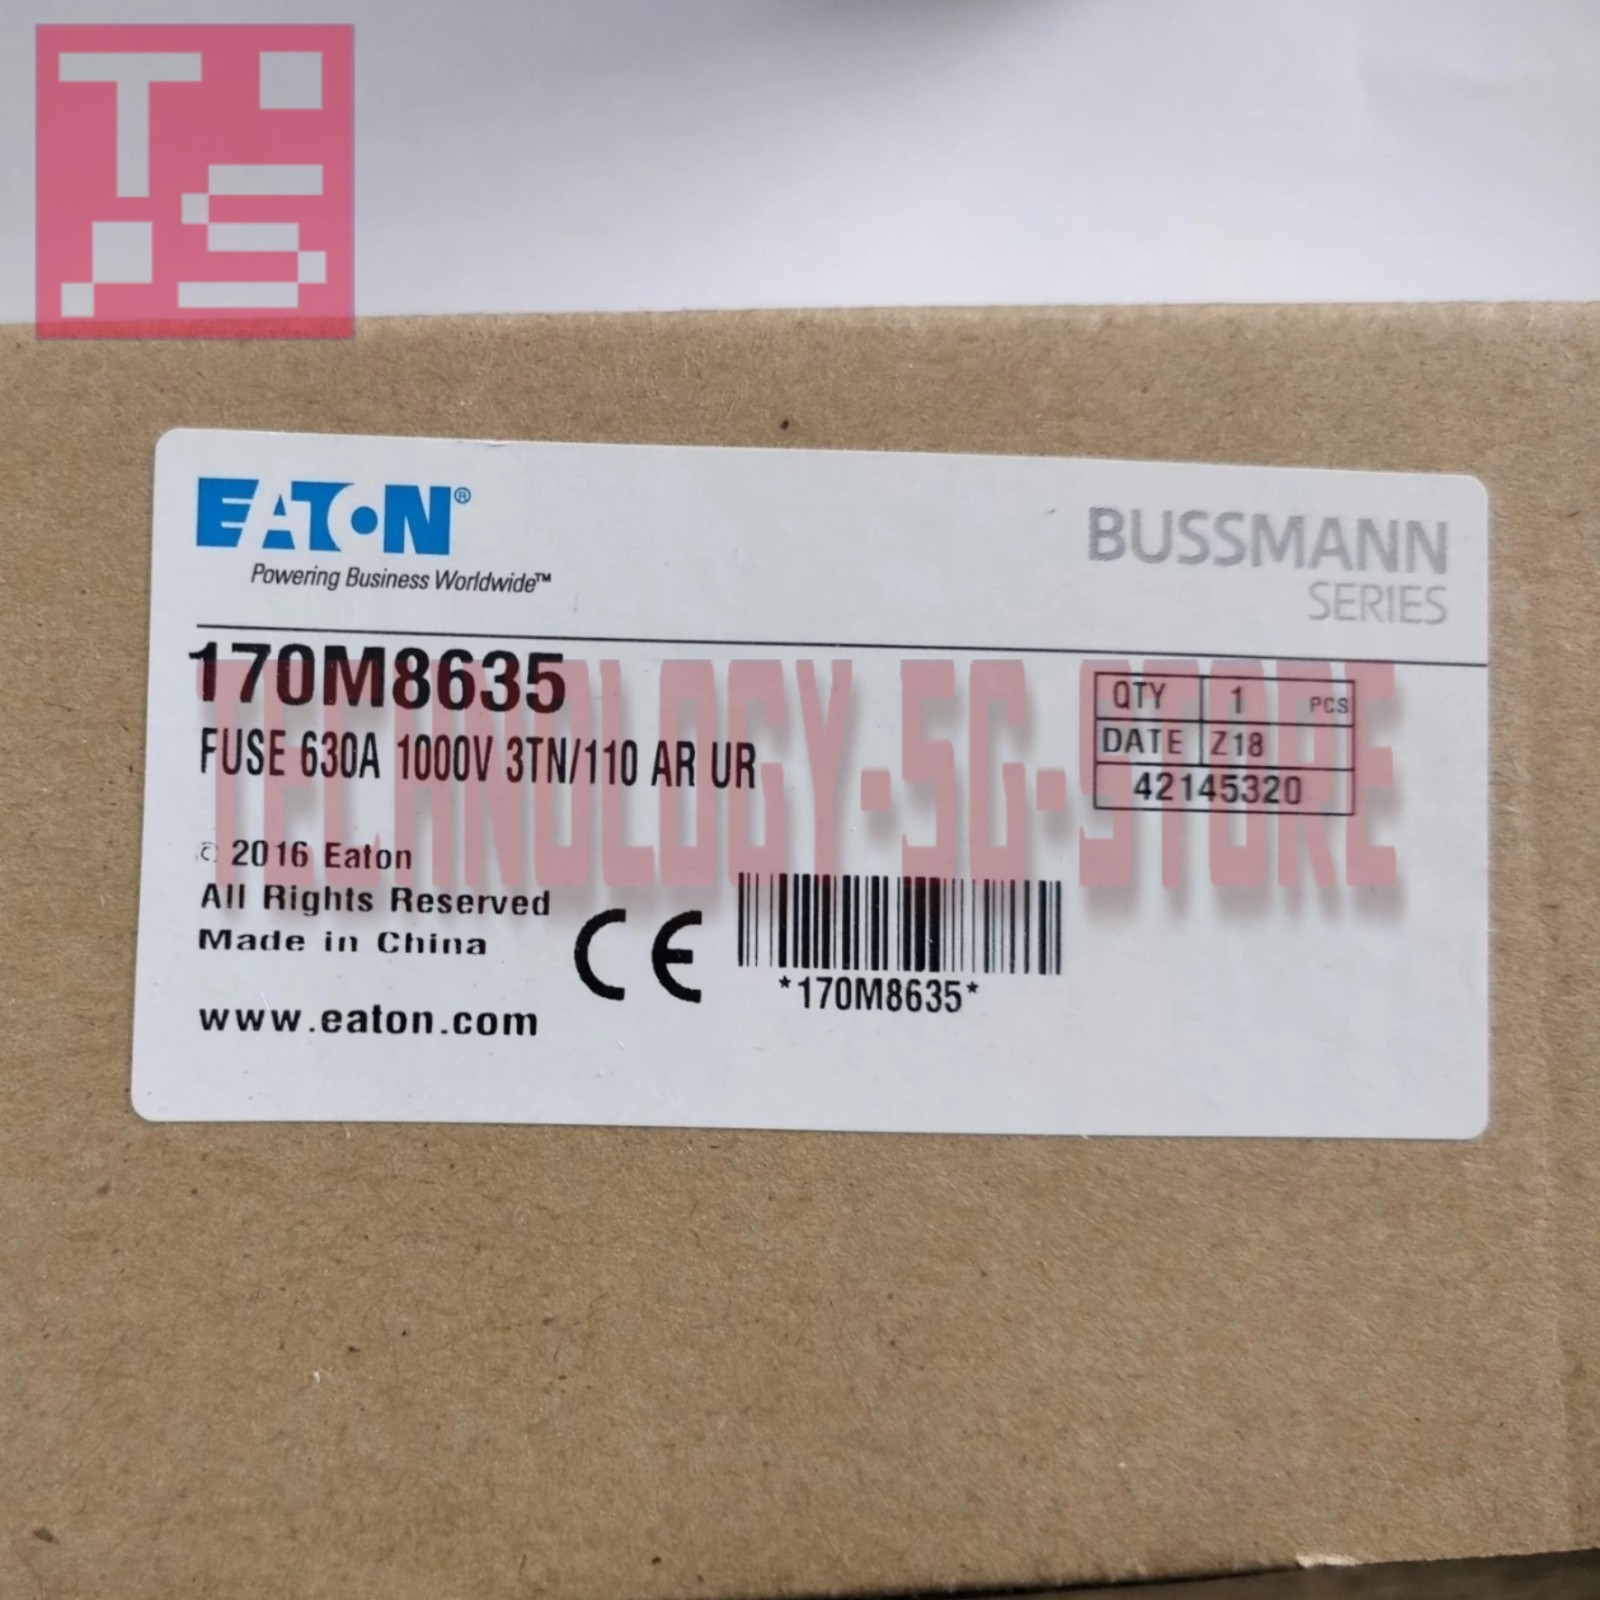 TS
EATON®
Powering Business Worldwide™
BUSSMANN
SERIES
170M8635
FUSE 630A 1000V 3TN/110 AR UR
QTY 1 PCS
DATE Z18
42145320
TECHNOLOGY-5G-STORE
© 2016 Eaton
All Rights Reserved
Made in China
www.eaton.com
CE
*170M8635*